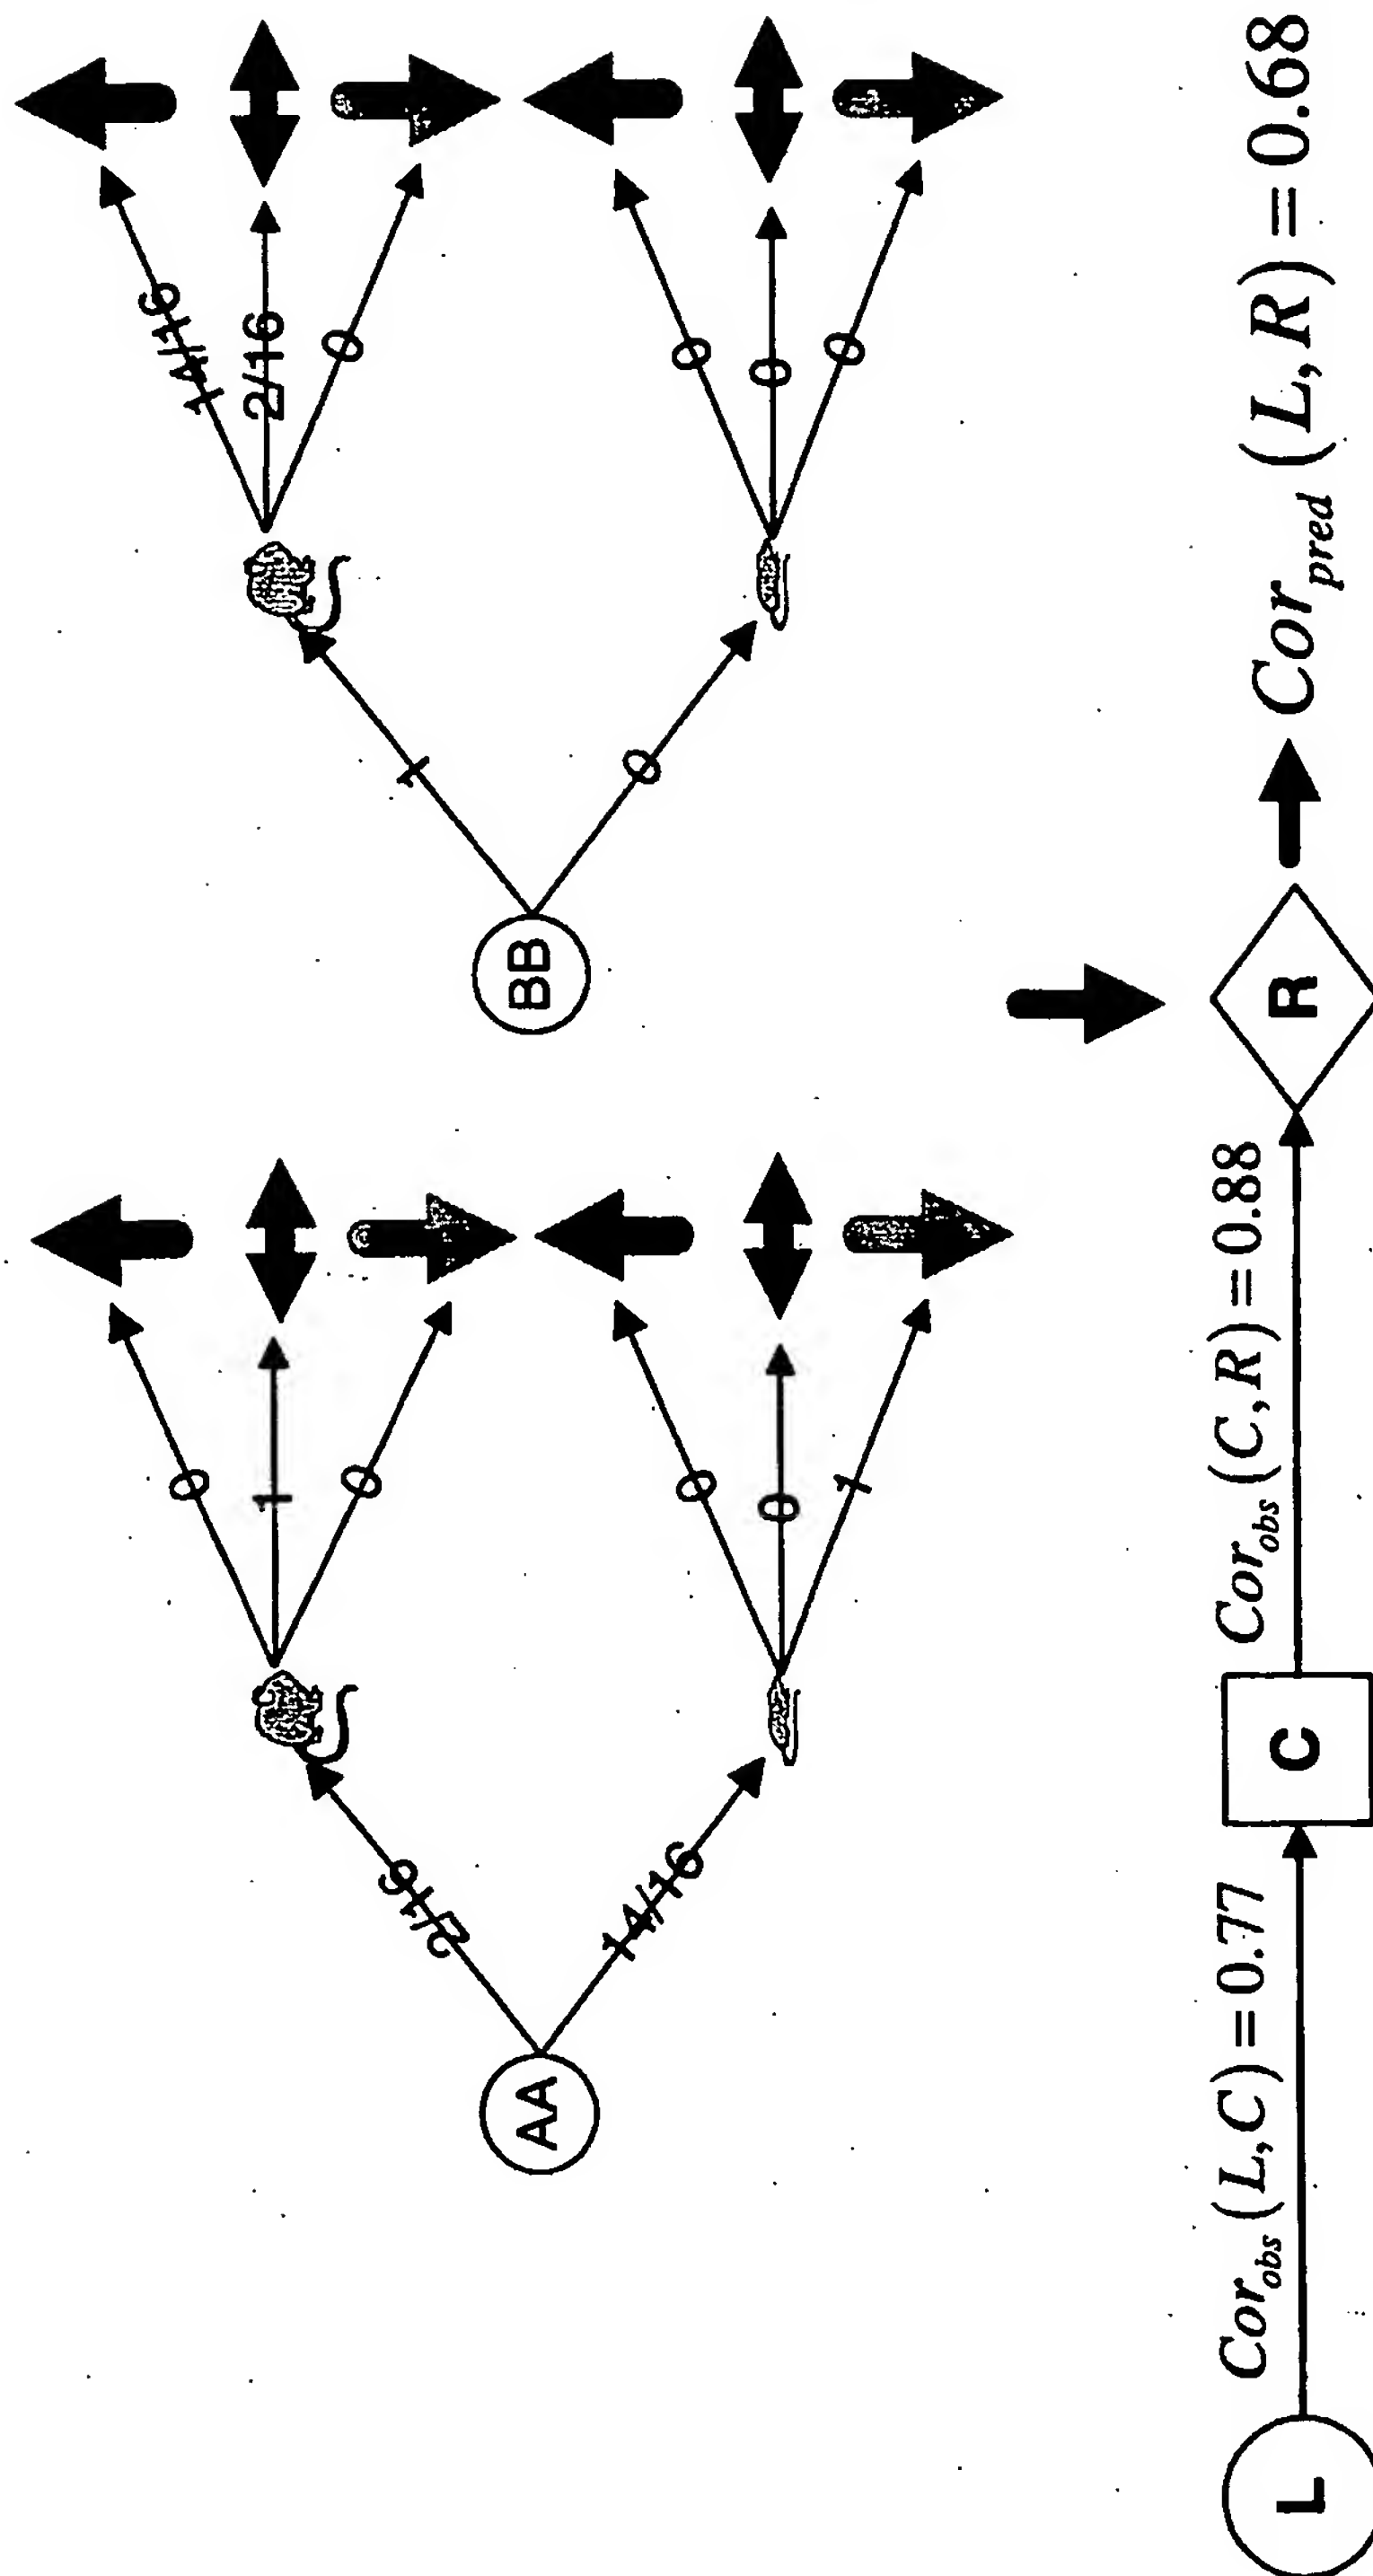 AA
2/16
14/16
0
1
0
0
0
1
BB
1
0
14/16
2/16
0
0
0
0
L
Cor_obs (L, C) = 0.77
C
Cor_obs (C, R) = 0.88
R
Cor_pred (L, R) = 0.68